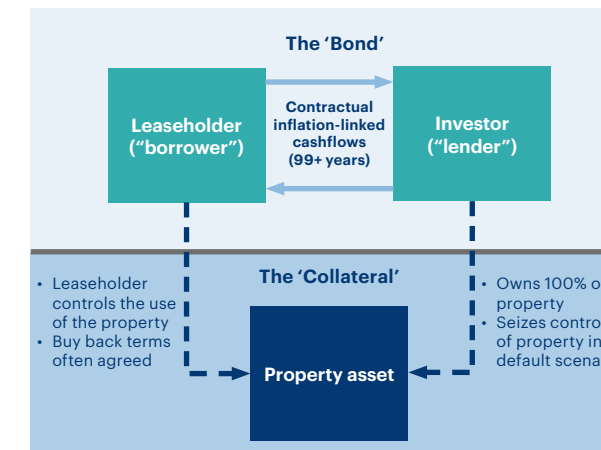 The ‘Bond’
Leaseholder
(“borrower”)
Contractual
inflation-linked
cashflows
(99+ years)
Investor
(“lender”)
The ‘Collateral’
• Leaseholder
controls the use
of the property
• Buy back terms
often agreed
Property asset
• Owns 100% o
property
• Seizes contro
of property in
default scena